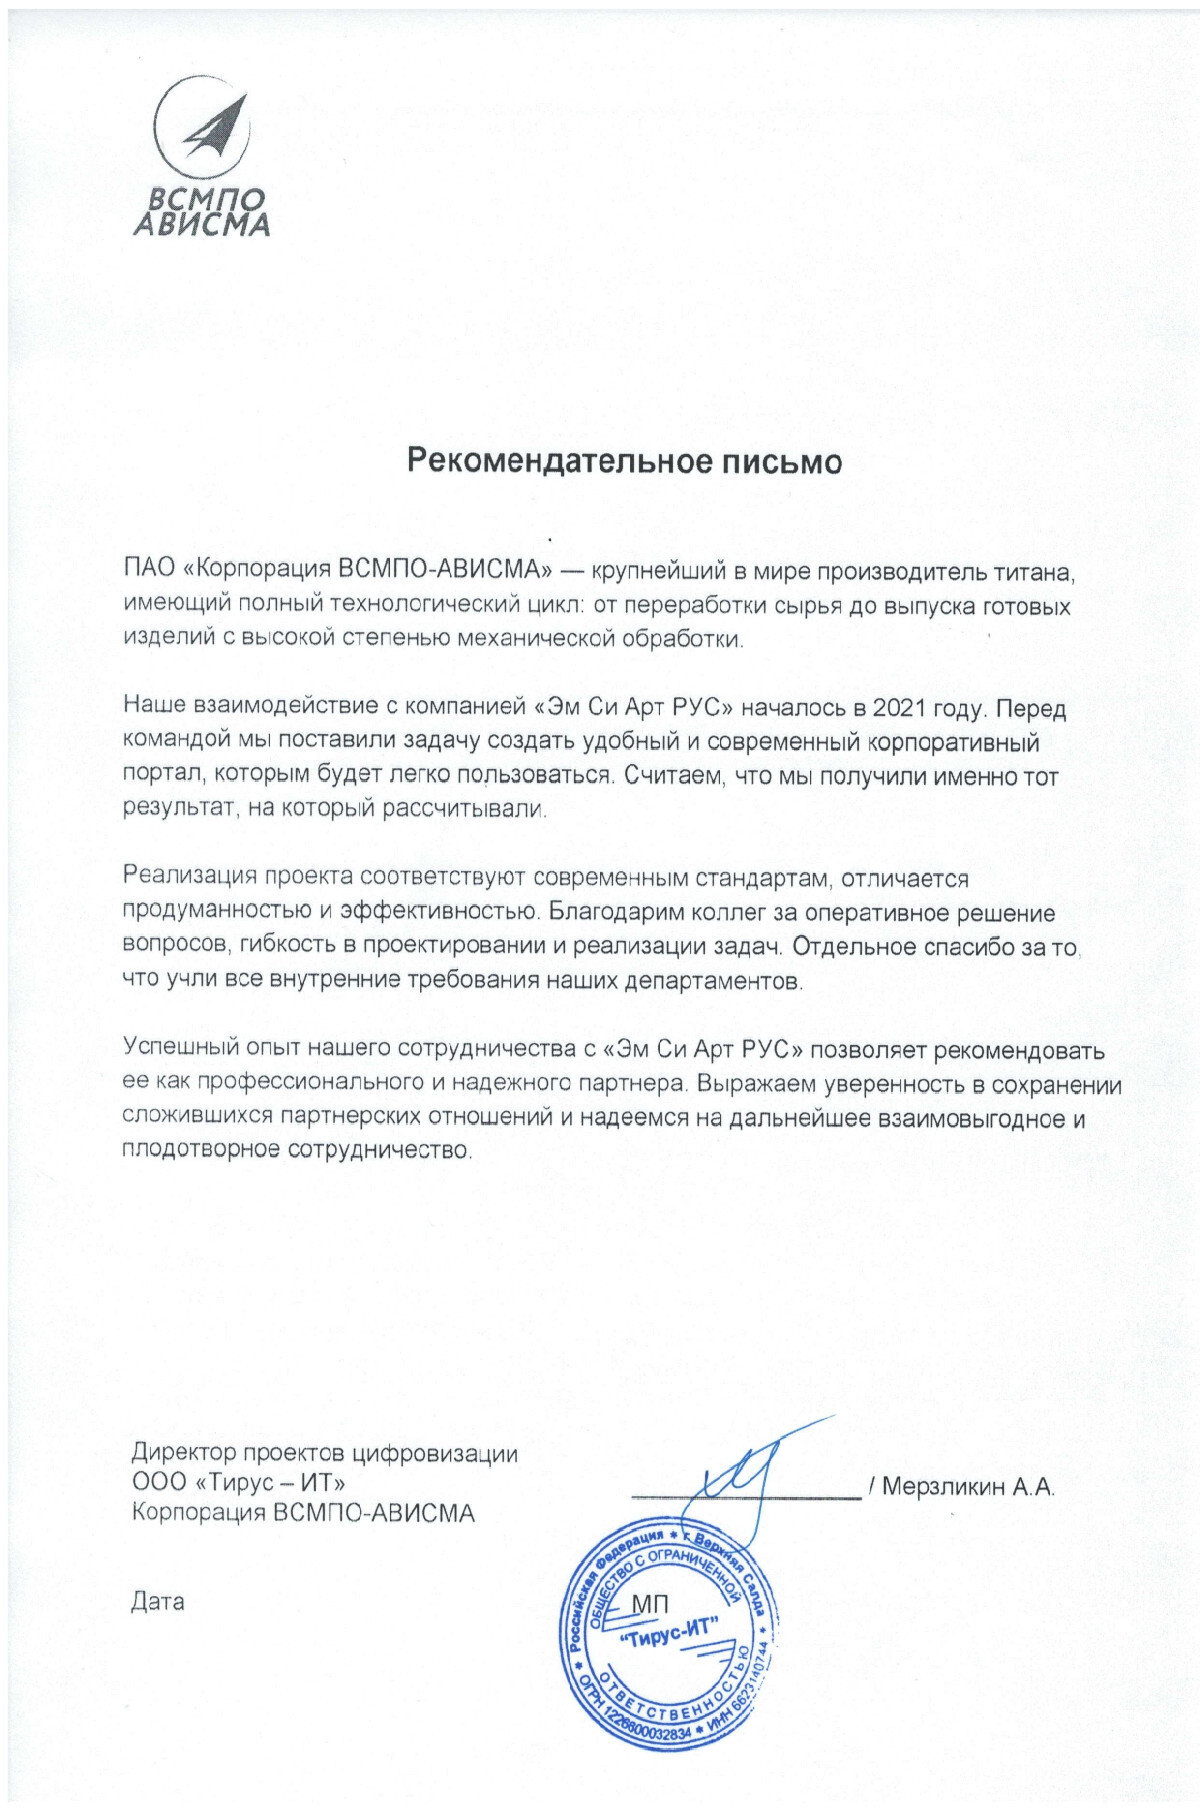 ВСМПО
АВИСМА
Рекомендательное письмо
ПАО «Корпорация ВСМПО-АВИСМА» — крупнейший в мире производитель титана,
имеющий полный технологический цикл: от переработки сырья до выпуска готовых
изделий с высокой степенью механической обработки.
Наше взаимодействие с компанией «Эм Си Арт РУС» началось в 2021 году. Перед
командой мы поставили задачу создать удобный и современный корпоративный
портал, которым будет легко пользоваться. Считаем, что мы получили именно тот
результат, на который рассчитывали.
Реализация проекта соответствуют современным стандартам, отличается
продуманностью и эффективностью. Благодарим коллег за оперативное решение
вопросов, гибкость в проектировании и реализации задач. Отдельное спасибо за то,
что учли все внутренние требования наших департаментов.
Успешный опыт нашего сотрудничества с «Эм Си Арт РУС» позволяет рекомендовать
ее как профессионального и надежного партнера. Выражаем уверенность в сохранении
сложившихся партнерских отношений и надеемся на дальнейшее взаимовыгодное и
плодотворное сотрудничество.
Директор проектов цифровизации
ООО «Тирус – ИТ»
Корпорация ВСМПО-АВИСМА
/ Мерзликин А.А.
Дата
МП
* Российская Федерация * г. Верхняя Салда *
ОБЩЕСТВО С ОГРАНИЧЕННОЙ
"Тирус-ИТ"
ОТВЕТСТВЕННОСТЬЮ
ОГРН 1226600032834 * ИНН 6623140744